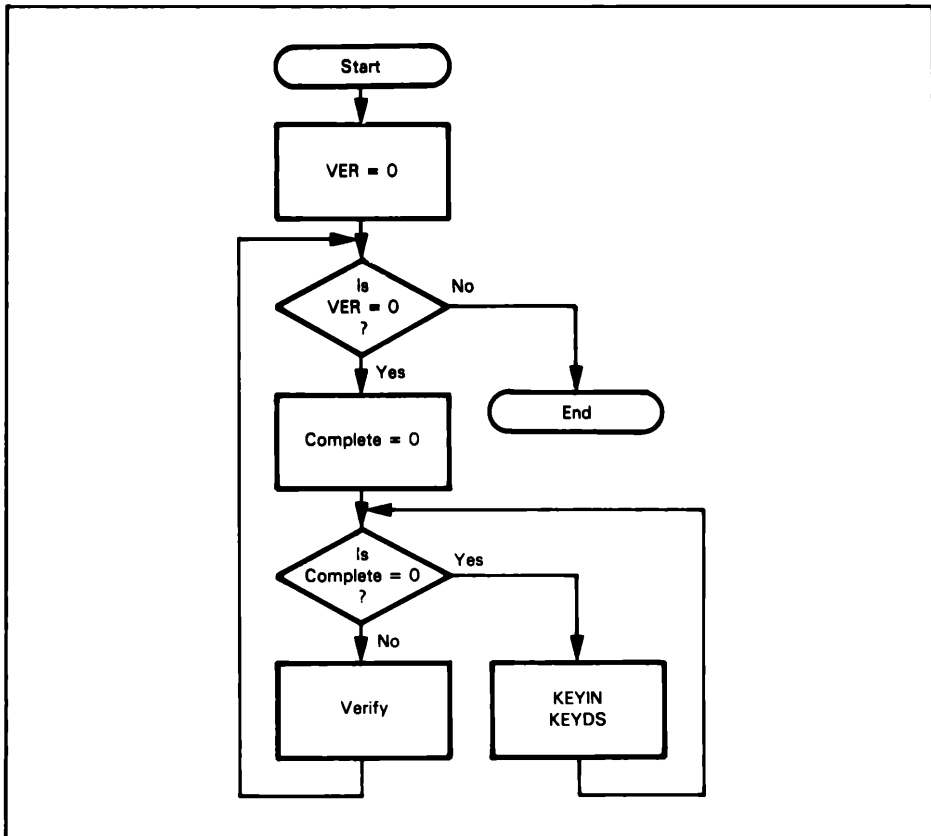 Start
VER = 0
Is
VER = 0
?
No
Yes
End
Complete = 0
Is
Complete = 0
?
Yes
No
Verify
KEYIN
KEYDS